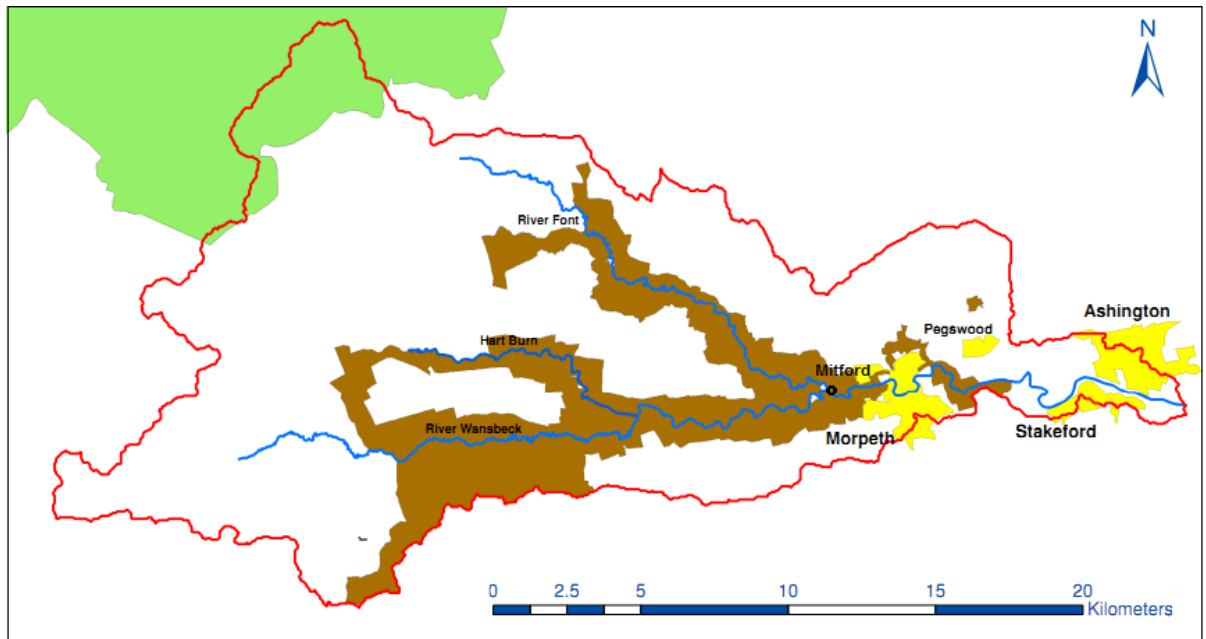 N
River Font
Ashington
Pegswood
Hart Burn
Mitford
River Wansbeck
Morpeth
Stakeford
0 2.5 5 10 15 20
Kilometers